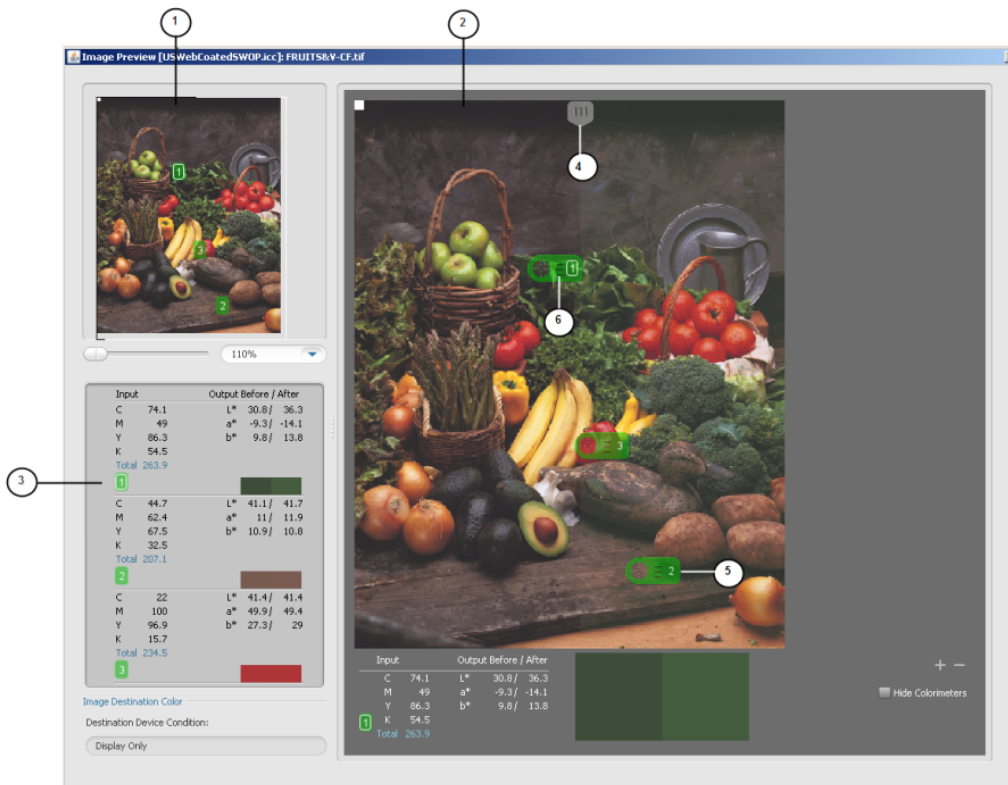 1
2
Image Preview [USWebCoatedSWOP.icc]: FRUITS&V-CF.tif
1
3
2
110%
Input Output Before / After
C 74.1 L* 30.8 / 36.3
M 49 a* -9.3 / -14.1
Y 86.3 b* 9.8 / 13.8
K 54.5
Total 263.9
1
C 44.7 L* 41.1 / 41.7
M 62.4 a* 11 / 11.9
Y 67.5 b* 10.9 / 10.8
K 32.5
Total 207.1
2
C 22 L* 41.4 / 41.4
M 100 a* 49.9 / 49.4
Y 96.9 b* 27.3 / 29
K 15.7
Total 234.5
3
3
Image Destination Color
Destination Device Condition:
Display Only
4
1
6
3
2
5
Input Output Before / After
C 74.1 L* 30.8 / 36.3
M 49 a* -9.3 / -14.1
Y 86.3 b* 9.8 / 13.8
1 K 54.5
Total 263.9
+ −
Hide Colorimeters